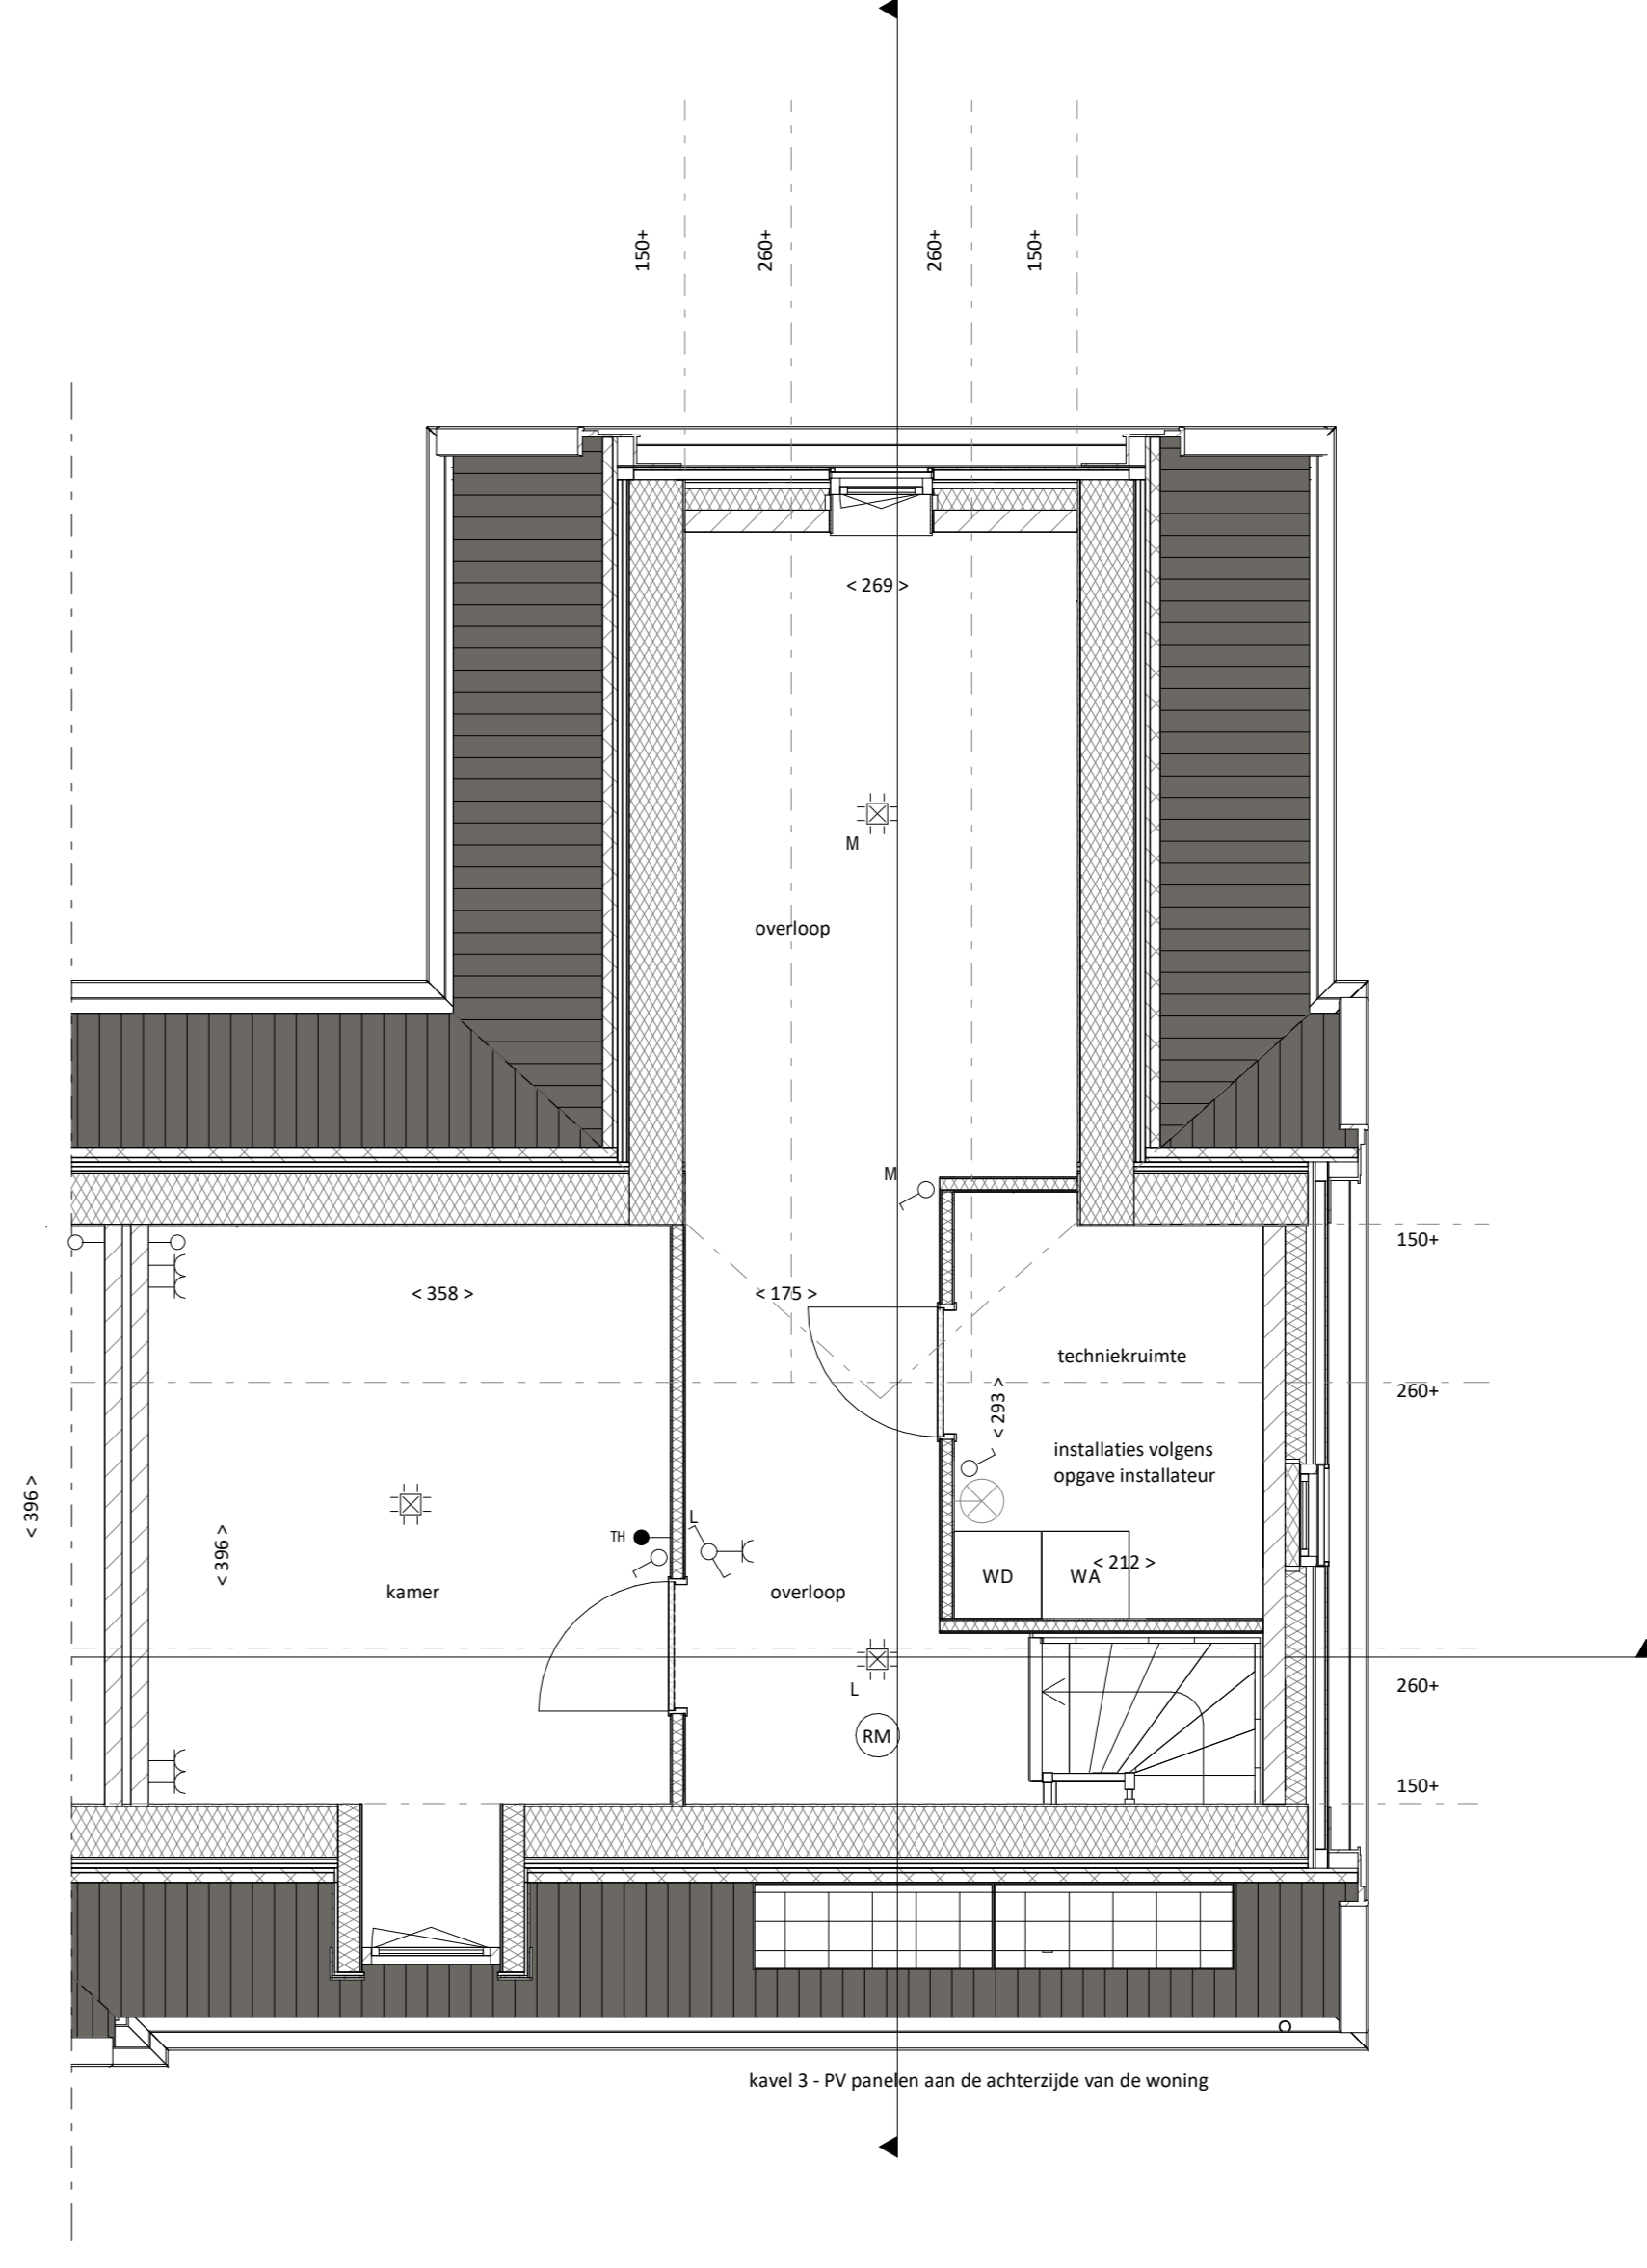 150+
260+
260+
150+
< 269 >
M
overloop
M
150+
< 358 >
< 175 >
techniekruimte
260+
< 293 >
installaties volgens
opgave installateur
< 396 >
< 396 >
TH
L
< 212 >
WD
WA
kamer
overloop
L
260+
RM
150+
kavel 3 - PV panelen aan de achterzijde van de woning